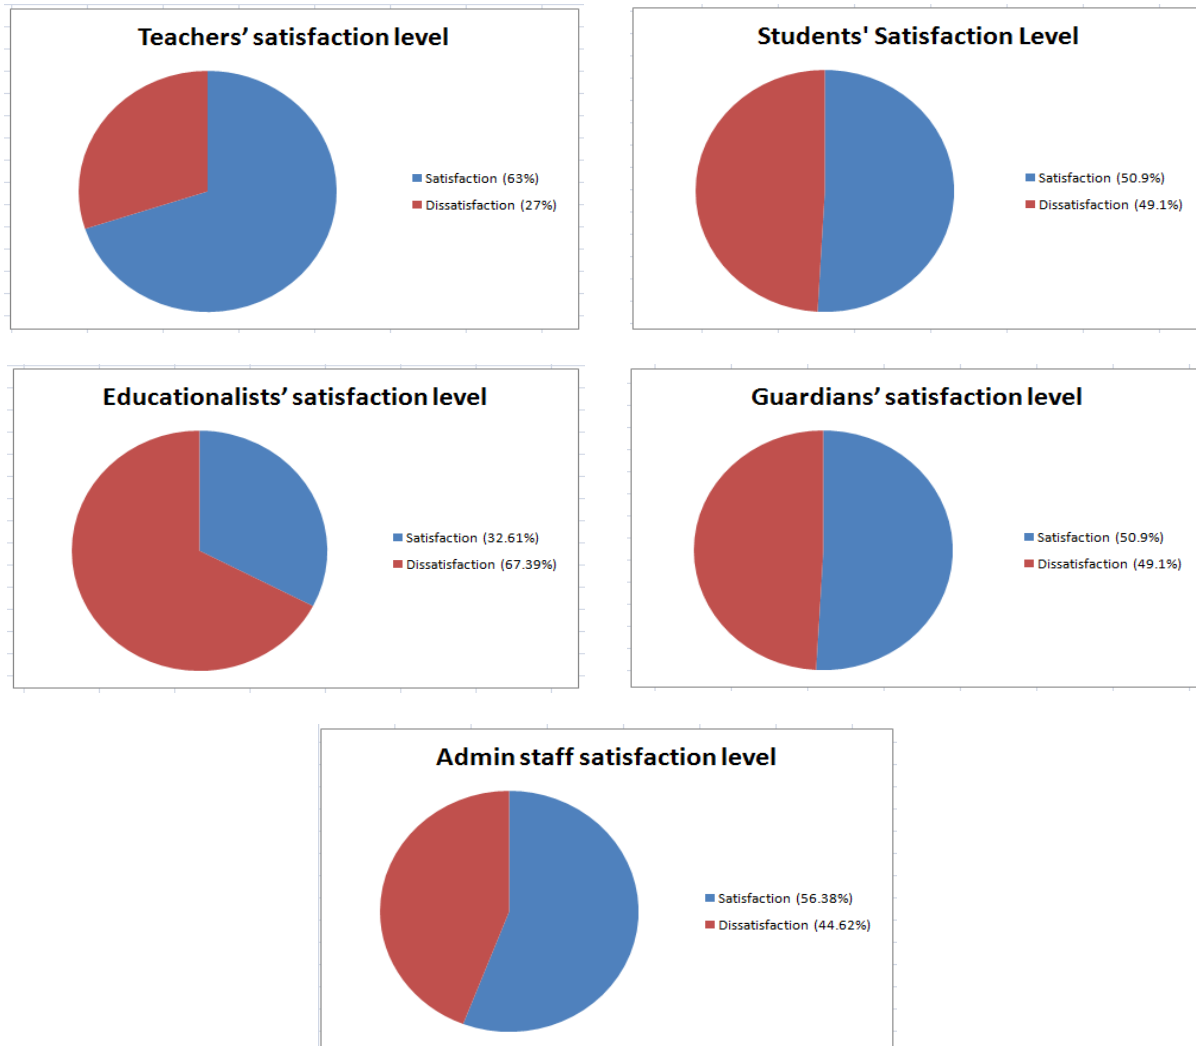 Teachers’ satisfaction level
Satisfaction (63%)
Dissatisfaction (27%)
Students' Satisfaction Level
Satisfaction (50.9%)
Dissatisfaction (49.1%)
Educationalists’ satisfaction level
Satisfaction (32.61%)
Dissatisfaction (67.39%)
Guardians’ satisfaction level
Satisfaction (50.9%)
Dissatisfaction (49.1%)
Admin staff satisfaction level
Satisfaction (56.38%)
Dissatisfaction (44.62%)